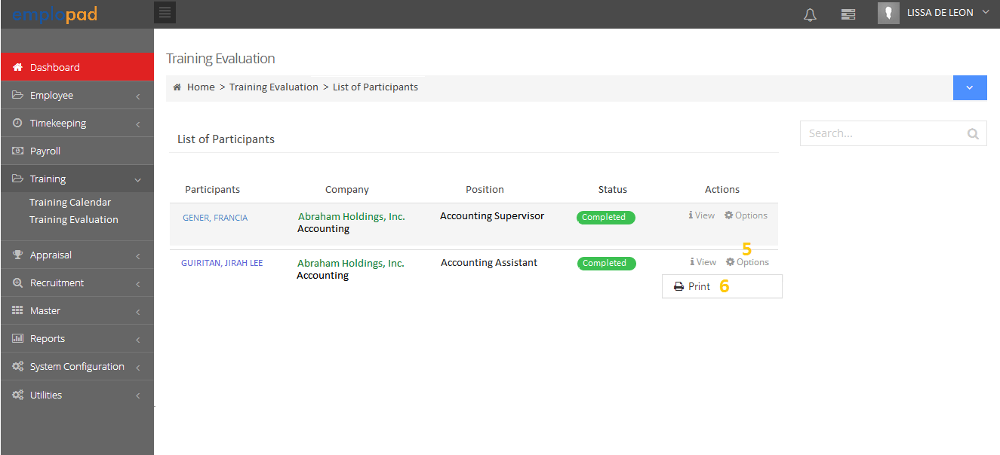 emplopad
LISSA DE LEON
Dashboard
Employee
Timekeeping
Payroll
Training
Training Calendar
Training Evaluation
Appraisal
Recruitment
Master
Reports
System Configuration
Utilities
Training Evaluation
Home > Training Evaluation > List of Participants
List of Participants
Search...
Participants Company Position Status Actions
GENER, FRANCIA Abraham Holdings, Inc. Accounting Supervisor Completed View Options
Accounting
5
GUIRITAN, JIRAH LEE Abraham Holdings, Inc. Accounting Assistant Completed View Options
Accounting
Print 6